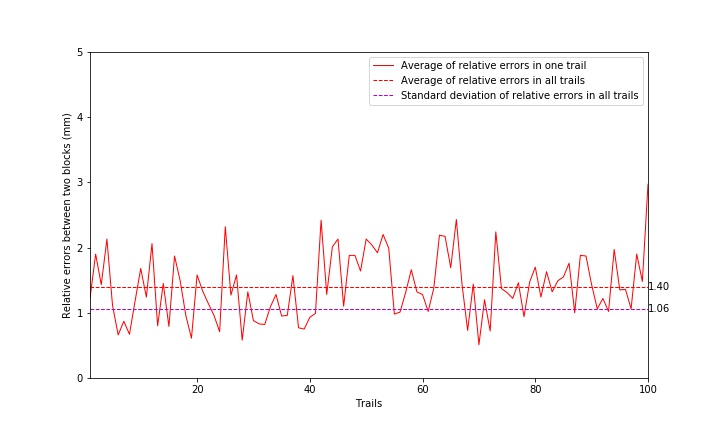 Average of relative errors in one trail
Average of relative errors in all trails
Standard deviation of relative errors in all trails
Relative errors between two blocks (mm)
5
4
3
2
1
0
1.40
1.06
20
40
60
80
100
Trails